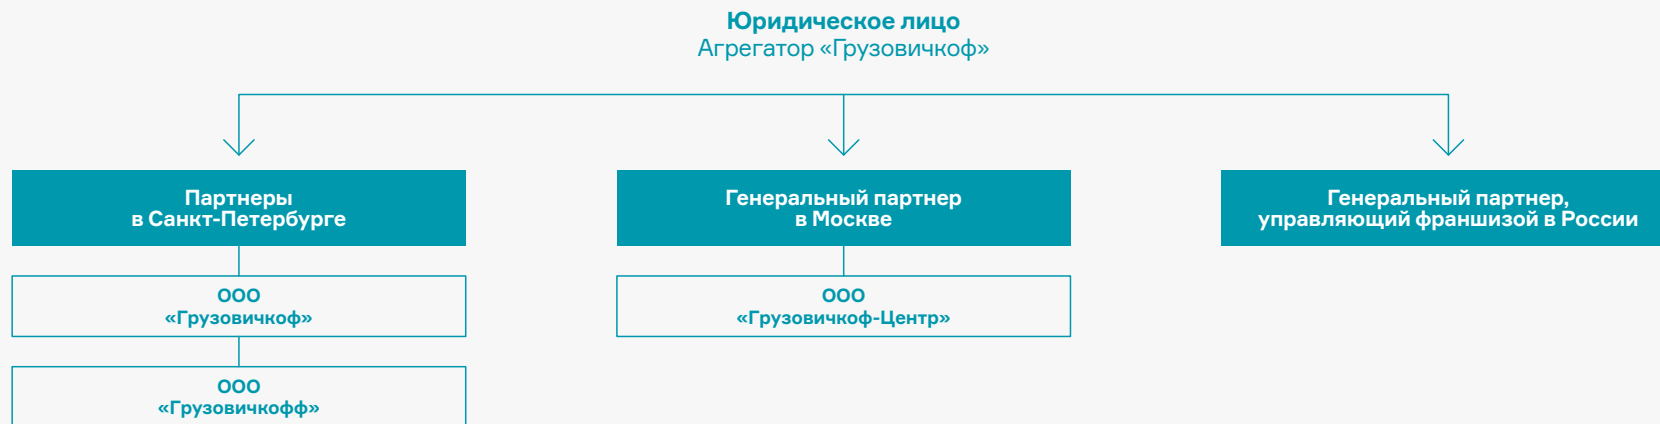 Юридическое лицо
Агрегатор «Грузовичкоф»
Партнеры
в Санкт-Петербурге
Генеральный партнер
в Москве
Генеральный партнер,
управляющий франшизой в России
ООО
«Грузовичкоф»
ООО
«Грузовичкоф-Центр»
ООО
«Грузовичкофф»